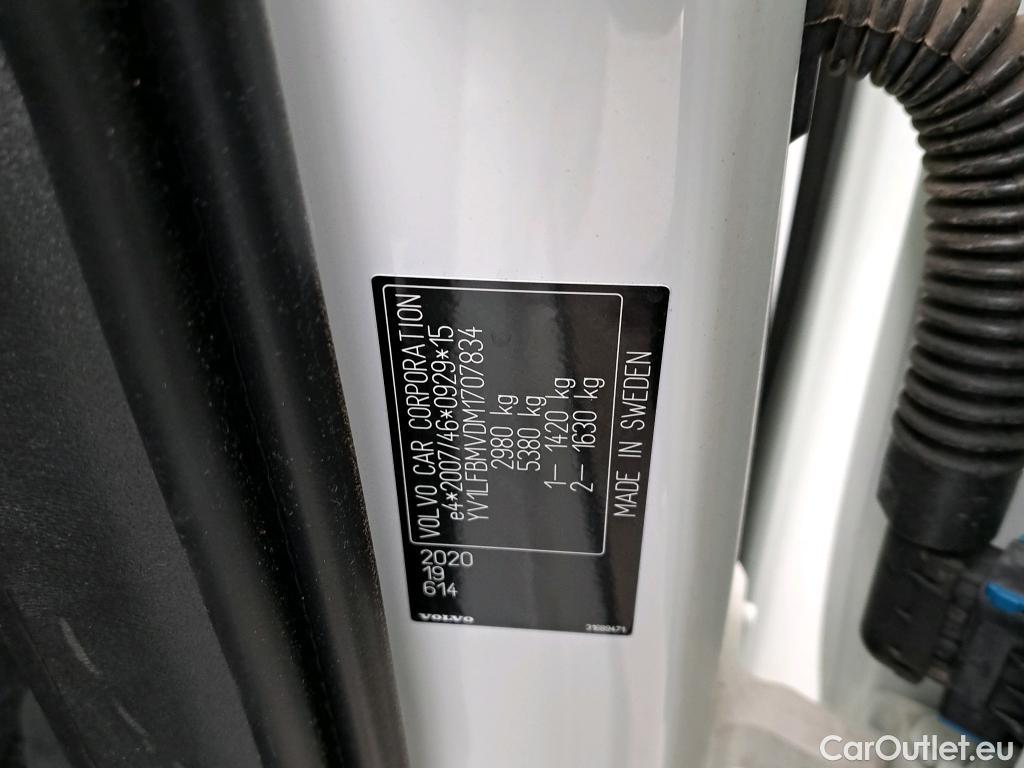 VOLVO CAR CORPORATION
e4*2007/46*0929*15
YV1LFBMVDM1707834
2980 kg
5380 kg
1– 1420 kg
2– 1630 kg
MADE IN SWEDEN
2020
19
614
VOLVO
31689471
CarOutlet.eu